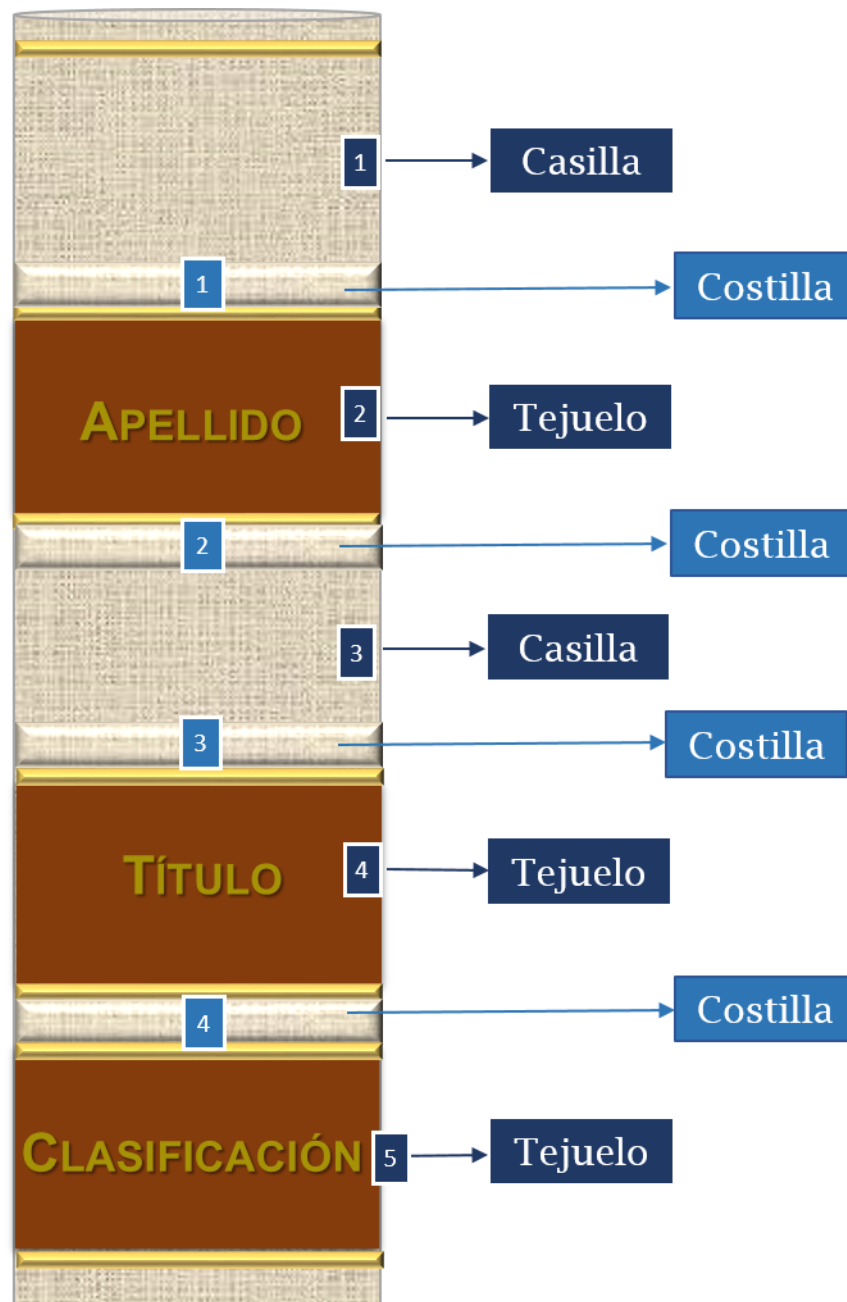 1
Casilla
1
Costilla
APELLIDO
2
Tejuelo
2
Costilla
3
Casilla
3
Costilla
TÍTULO
4
Tejuelo
4
Costilla
CLASIFICACIÓN
5
Tejuelo